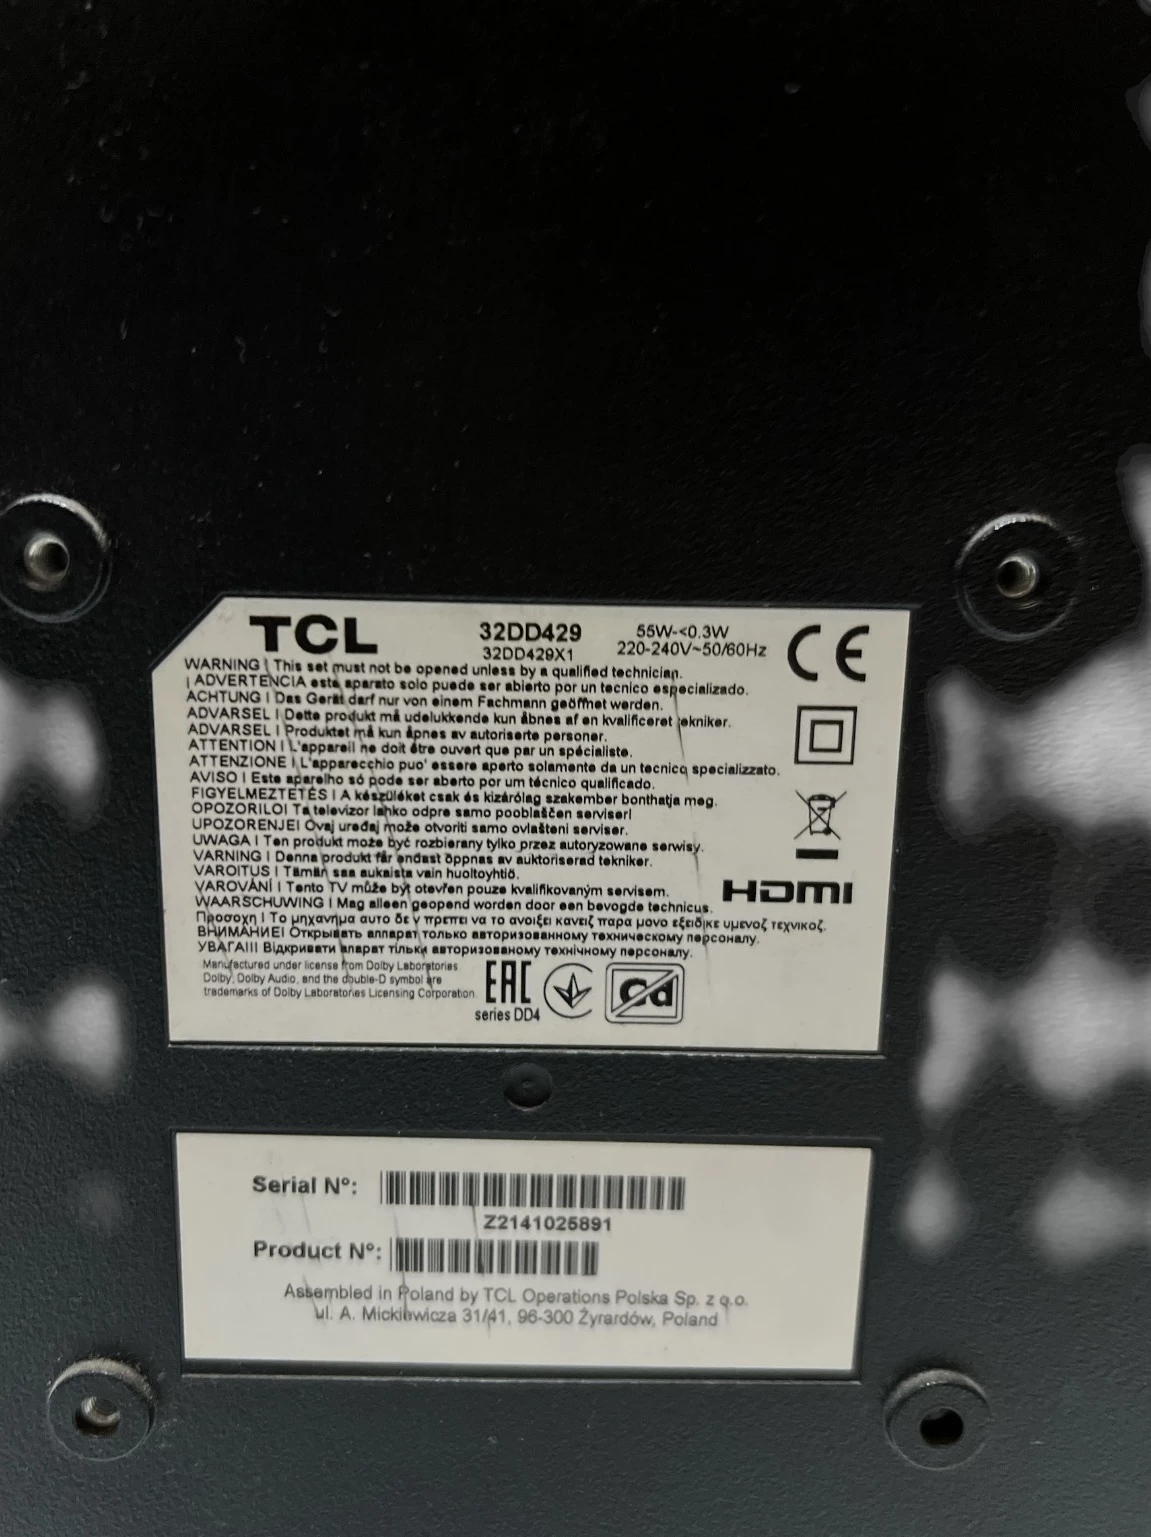 TCL
32DD429
32DD429X1
55W-<0.3W
220-240V~50/60Hz
CE
WARNING ! This set must not be opened unless by a qualified technician.
¡ ADVERTENCIA este aparato solo puede ser abierto por un tecnico especializado.
ACHTUNG ! Das Gerät darf nur von einem Fachmann geöffnet werden.
ADVARSEL ! Dette produkt må udelukkende kun åbnes af en kvalificeret tekniker.
ADVARSEL ! Produktet må kun åpnes av autoriserte personer.
ATTENTION ! L'appareil ne doit être ouvert que par un spécialiste.
ATTENZIONE ! L'apparecchio puo' essere aperto solamente da un tecnico specializzato.
AVISO ! Este aparelho só pode ser aberto por um técnico qualificado.
FIGYELMEZTETÉS ! A készüléket csak és kizárólag szakember bonthatja meg.
OPOZORILO! Ta televizor lahko odpre samo pooblaščen serviser!
UPOZORENJE! Ovaj uređaj može otvoriti samo ovlašteni serviser.
UWAGA ! Ten produkt może być rozbierany tylko przez autoryzowane serwisy.
VARNING ! Denna produkt får endast öppnas av auktoriserad tekniker.
VAROITUS ! Tämän saa aukaista vain huoltoyhtiö.
VAROVÁNÍ ! Tento TV může být otevřen pouze kvalifikovaným servisem.
WAARSCHUWING ! Mag alleen geopend worden door een bevogde technicus.
Προσοχη ! Το μηχανημα αυτο δε ν πρεπει να το ανοιξει κανειζ παρα μονο εξειδικε υμενοζ τεχνικοζ.
ВНИМАНИЕ! Открывать аппарат только авторизованному техническому персоналу.
УВАГА!!! Відкривати апарат тільки авторизованому технічному персоналу.
HDMI
Manufactured under license from Dolby Laboratories
Dolby, Dolby Audio, and the double-D symbol are
trademarks of Dolby Laboratories Licensing Corporation
EAC
series DD4
Cd
Serial N°:
Z2141025891
Product N°:
Assembled in Poland by TCL Operations Polska Sp. z o.o.
ul. A. Mickiewicza 31/41, 96-300 Żyrardów, Poland